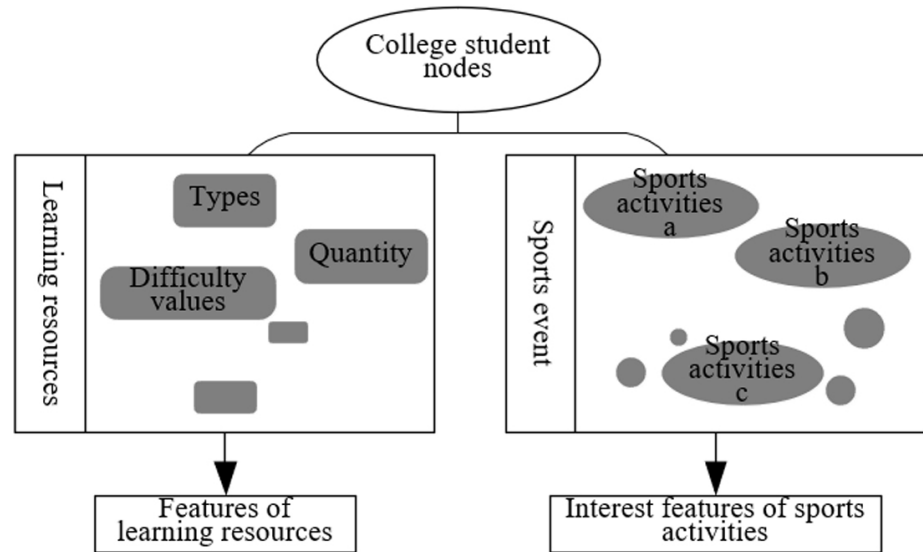 College student
nodes
Learning resources
Types
Quantity
Difficulty
values
Sports event
Sports
activities
a
Sports
activities
b
Sports
activities
c
Features of
learning resources
Interest features of sports
activities